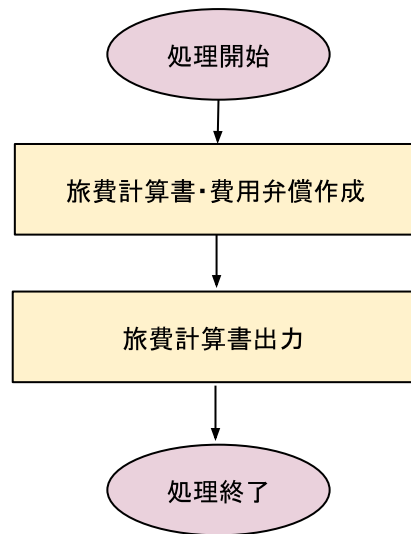 処理開始
旅費計算書・費用弁償作成
旅費計算書出力
処理終了